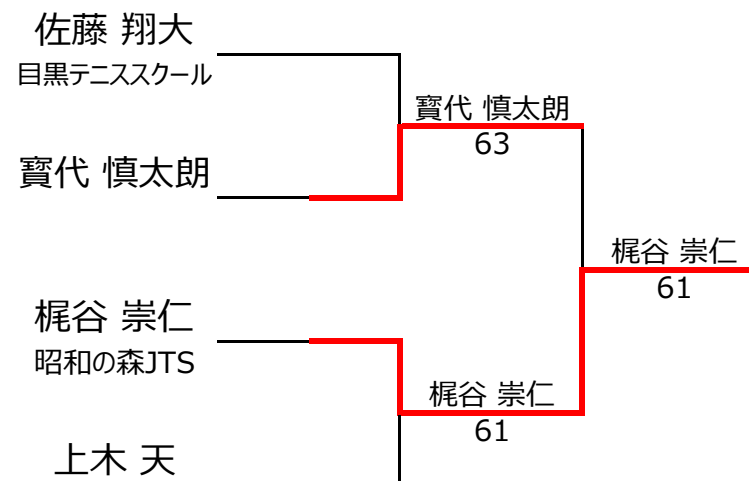 佐藤 翔大
目黒テニススクール
寳代 慎太朗
63
寳代 慎太朗
梶谷 崇仁
61
梶谷 崇仁
昭和の森JTS
梶谷 崇仁
61
上木 天